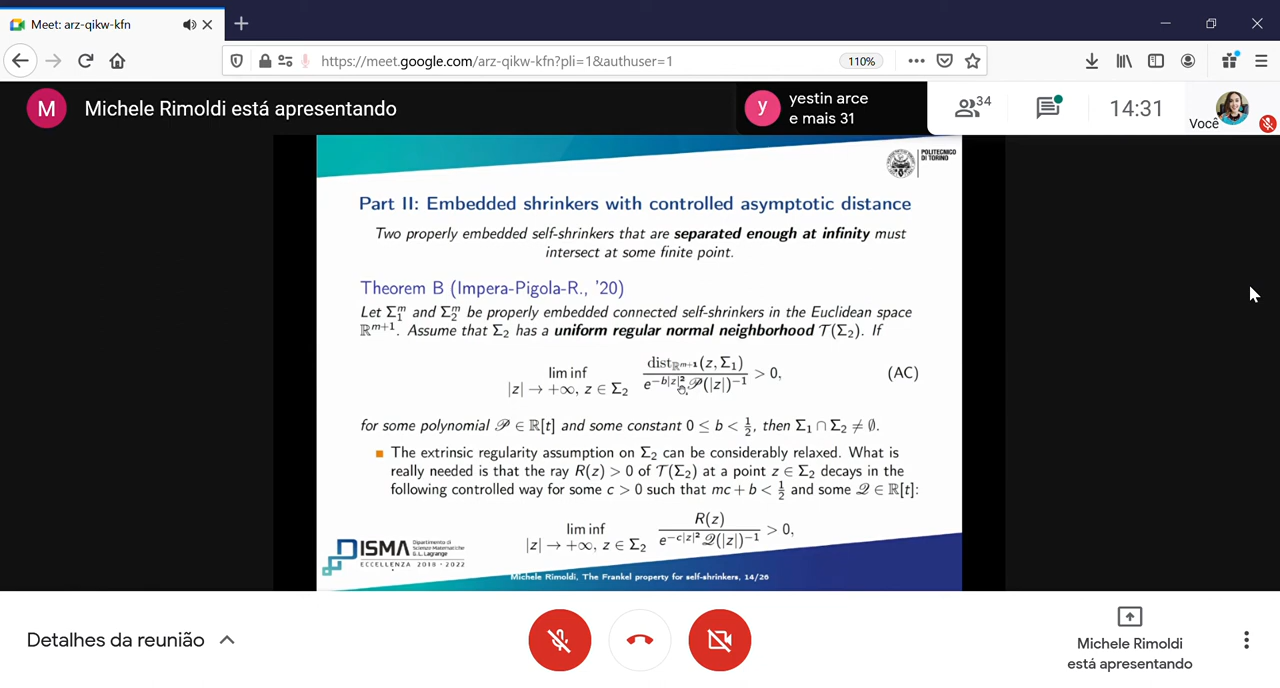 Meet: arz-qikw-kfn
https://meet.google.com/arz-qikw-kfn?pli=1&authuser=1
110%
M
Michele Rimoldi está apresentando
y
yestin arce
e mais 31
34
14:31
Você
POLITECNICO
DI TORINO
Part II: Embedded shrinkers with controlled asymptotic distance
Two properly embedded self-shrinkers that are separated enough at infinity must
intersect at some finite point.
Theorem B (Impera-Pigola-R., '20)
Let Σ₁ᵐ and Σ₂ᵐ be properly embedded connected self-shrinkers in the Euclidean space
ℝᵐ⁺¹. Assume that Σ₂ has a uniform regular normal neighborhood 𝒯(Σ₂). If
lim inf |z| → +∞, z ∈ Σ₂ dist_ℝᵐ⁺¹(z, Σ₁) / e^{−b|z|²} 𝒫(|z|)⁻¹ > 0, (AC)
for some polynomial 𝒫 ∈ ℝ[t] and some constant 0 ≤ b < 1/2, then Σ₁ ∩ Σ₂ ≠ ∅.
■ The extrinsic regularity assumption on Σ₂ can be considerably relaxed. What is
really needed is that the ray R(z) > 0 of 𝒯(Σ₂) at a point z ∈ Σ₂ decays in the
following controlled way for some c > 0 such that mc + b < 1/2 and some 𝒬 ∈ ℝ[t]:
lim inf |z| → +∞, z ∈ Σ₂ R(z) / e^{−c|z|²} 𝒬(|z|)⁻¹ > 0,
DISMA
Dipartimento di
Scienze Matematiche
G.L. Lagrange
ECCELLENZA 2018 · 2022
Michele Rimoldi, The Frankel property for self-shrinkers, 14/26
Detalhes da reunião
Michele Rimoldi
está apresentando